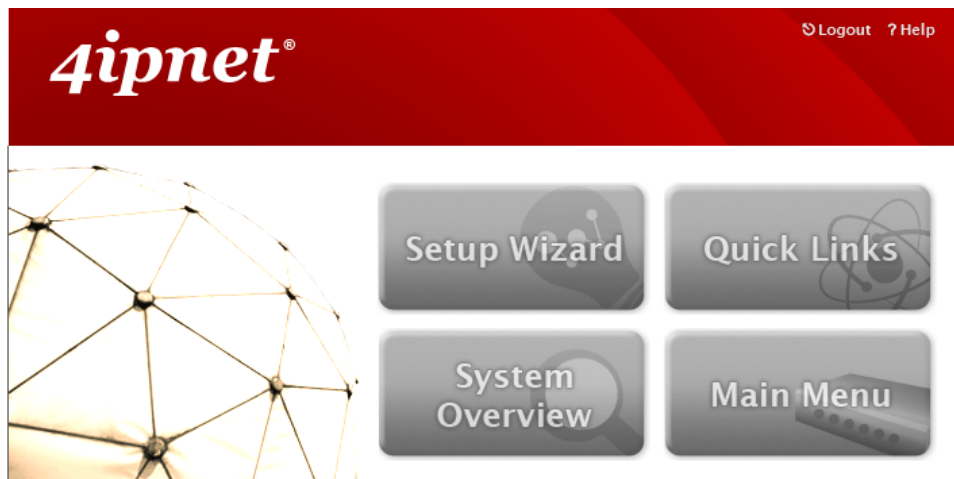 4ipnet®
Logout ? Help
Setup Wizard
Quick Links
System
Overview
Main Menu